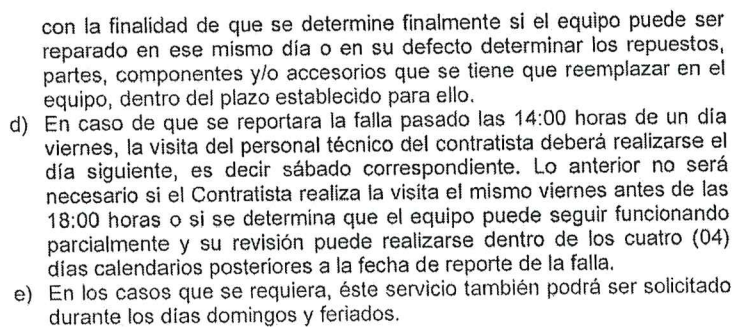 con la finalidad de que se determine finalmente si el equipo puede ser
reparado en ese mismo día o en su defecto determinar los repuestos,
partes, componentes y/o accesorios que se tiene que reemplazar en el
equipo, dentro del plazo establecido para ello.
d) En caso de que se reportara la falla pasado las 14:00 horas de un día
viernes, la visita del personal técnico del contratista deberá realizarse el
día siguiente, es decir sábado correspondiente. Lo anterior no será
necesario si el Contratista realiza la visita el mismo viernes antes de las
18:00 horas o si se determina que el equipo puede seguir funcionando
parcialmente y su revisión puede realizarse dentro de los cuatro (04)
días calendarios posteriores a la fecha de reporte de la falla.
e) En los casos que se requiera, éste servicio también podrá ser solicitado
durante los días domingos y feriados.